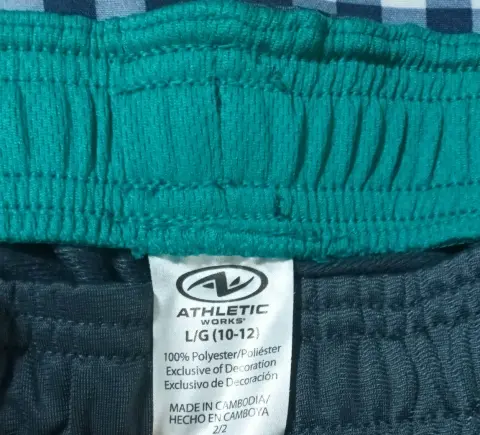 ATHLETIC
WORKS®
L/G (10-12)
100% Polyester/Poliéster
Exclusive of Decoration
Exclusivo de Decoración
MADE IN CAMBODIA/
HECHO EN CAMBOYA
2/2